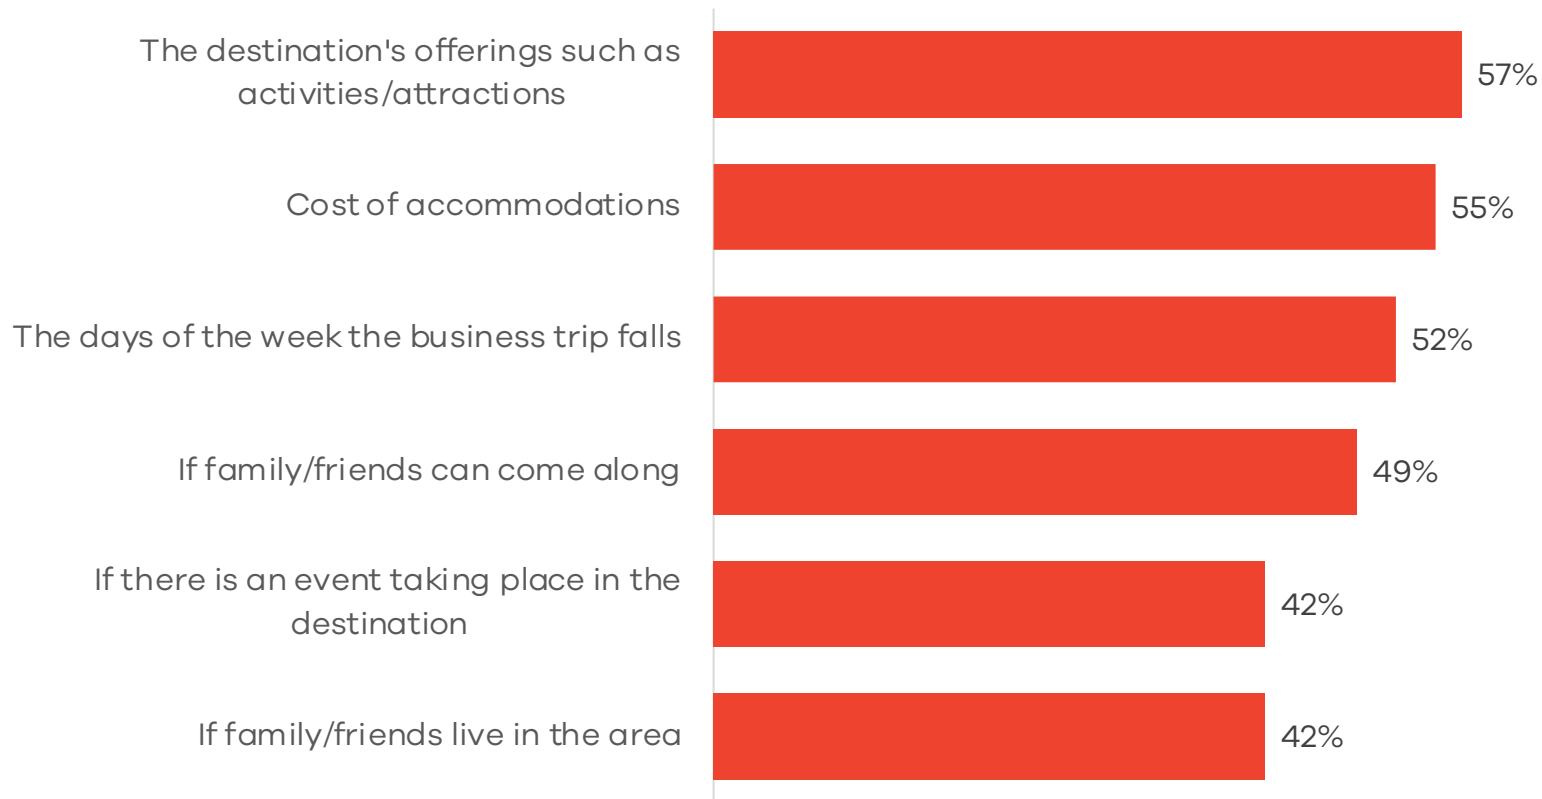 The destination's offerings such as
activities/attractions
57%
Cost of accommodations
55%
The days of the week the business trip falls
52%
If family/friends can come along
49%
If there is an event taking place in the
destination
42%
If family/friends live in the area
42%